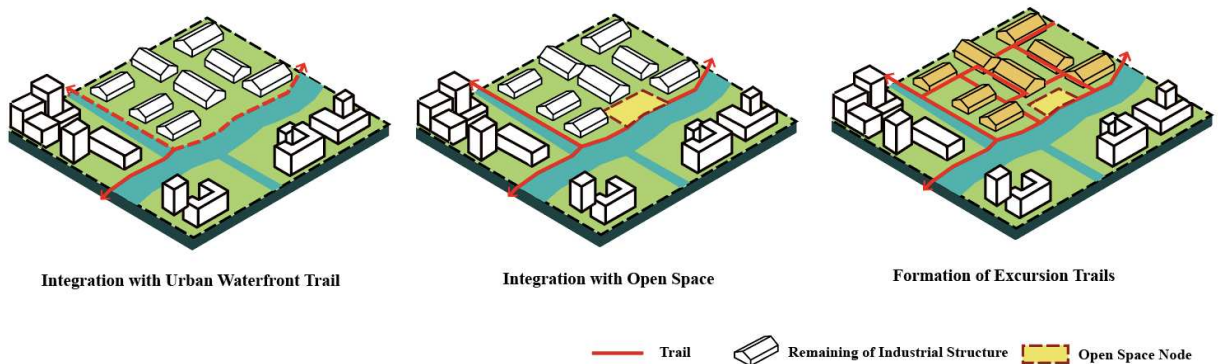 Integration with Urban Waterfront Trail
Integration with Open Space
Formation of Excursion Trails
Trail
Remaining of Industrial Structure
Open Space Node